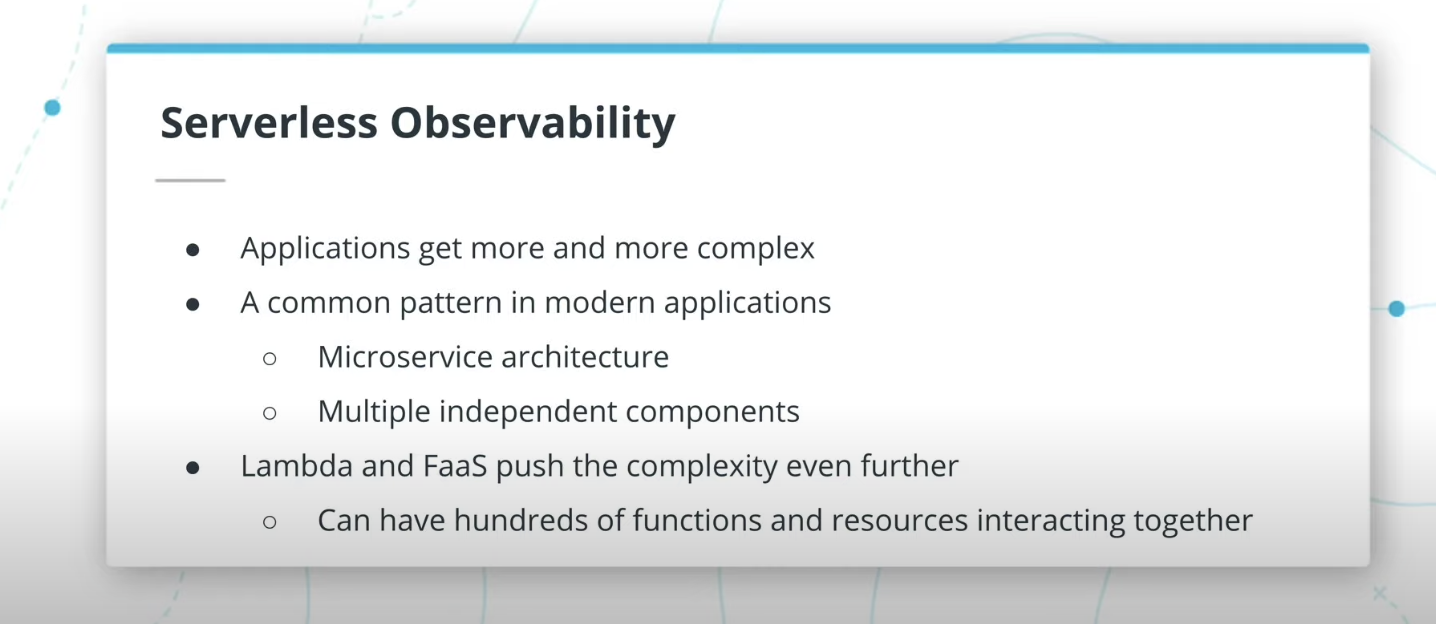 Serverless Observability
● Applications get more and more complex
● A common pattern in modern applications
○ Microservice architecture
○ Multiple independent components
● Lambda and FaaS push the complexity even further
○ Can have hundreds of functions and resources interacting together